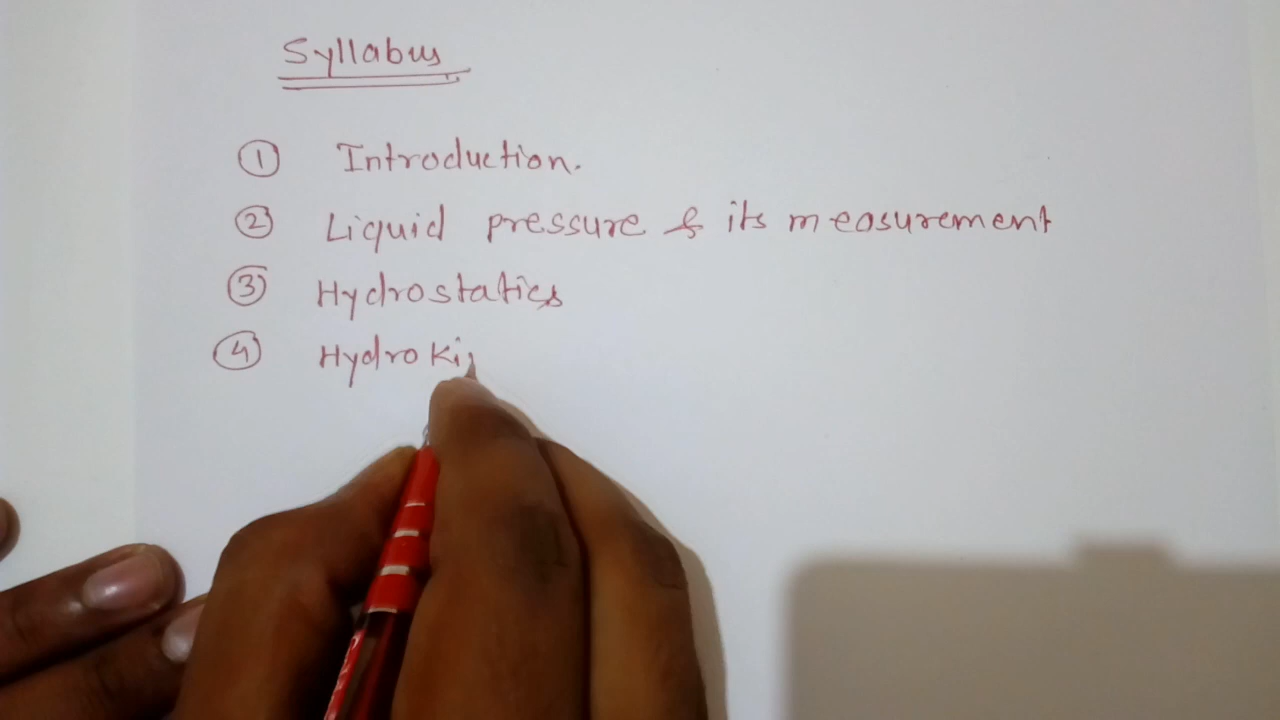 Syllabus
① Introduction.
② Liquid pressure & its measurement
③ Hydrostatics
④ Hydroki